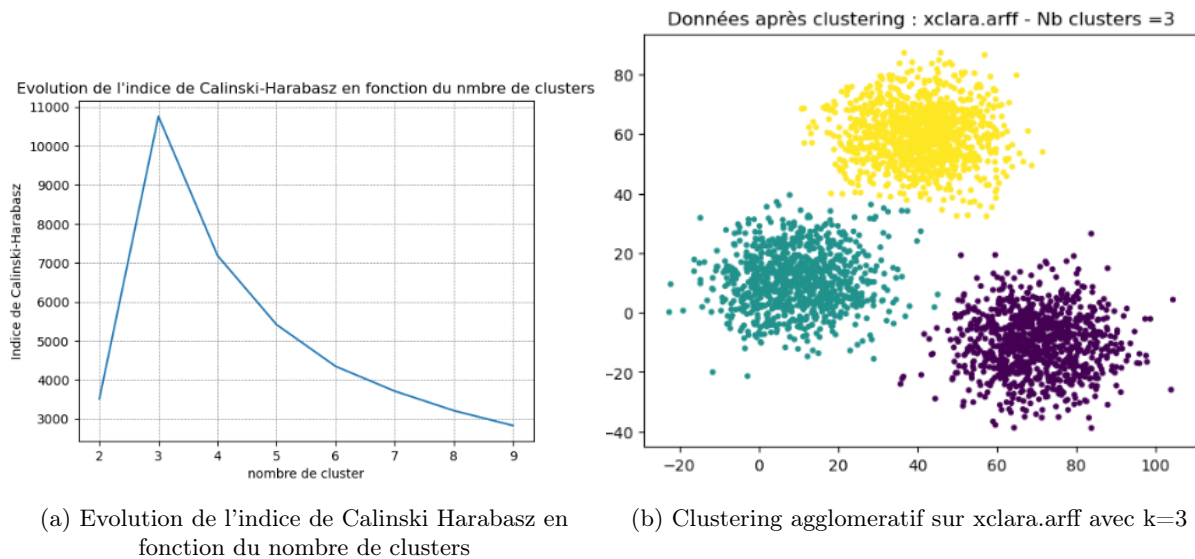 Evolution de l'indice de Calinski-Harabasz en fonction du nmbre de clusters
11000
10000
9000
8000
7000
6000
5000
4000
3000
Indice de Calinski-Harabasz
2 3 4 5 6 7 8 9
nombre de cluster
(a) Evolution de l'indice de Calinski Harabasz en
fonction du nombre de clusters
Données après clustering : xclara.arff - Nb clusters =3
80
60
40
20
0
−20
−40
−20 0 20 40 60 80 100
(b) Clustering agglomeratif sur xclara.arff avec k=3